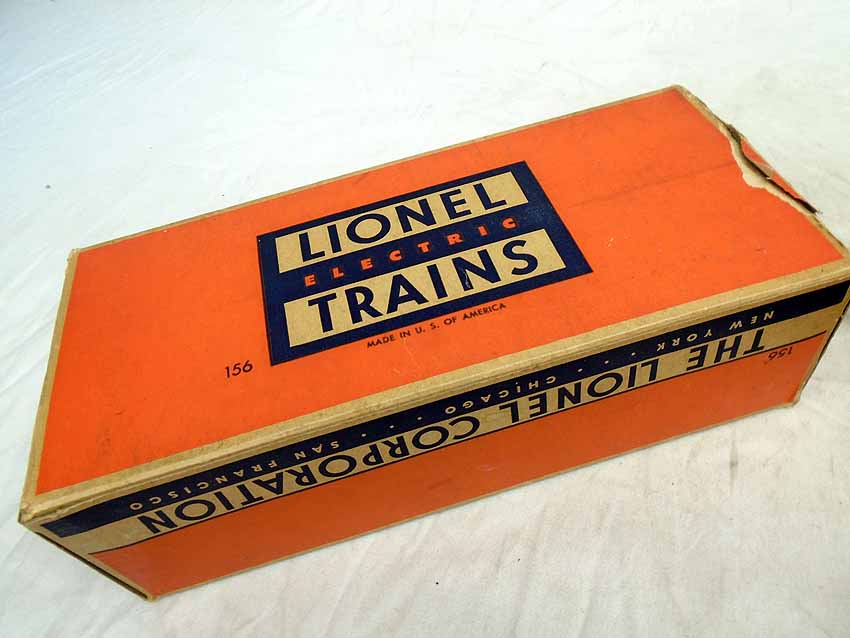 LIONEL
ELECTRIC
TRAINS
MADE IN U. S. OF AMERICA
156
156
THE LIONEL CORPORATION
NEW YORK · · · CHICAGO · · · SAN FRANCISCO